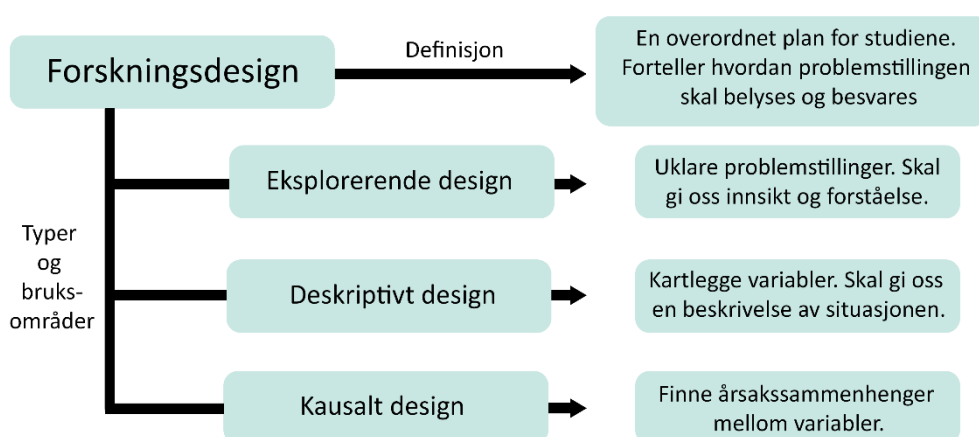 Forskningsdesign
Definisjon
En overordnet plan for studiene.
Forteller hvordan problemstillingen
skal belyses og besvares
Typer
og
bruks-
områder
Eksplorerende design
Uklare problemstillinger. Skal
gi oss innsikt og forståelse.
Deskriptivt design
Kartlegge variabler. Skal gi oss
en beskrivelse av situasjonen.
Kausalt design
Finne årsakssammenhenger
mellom variabler.